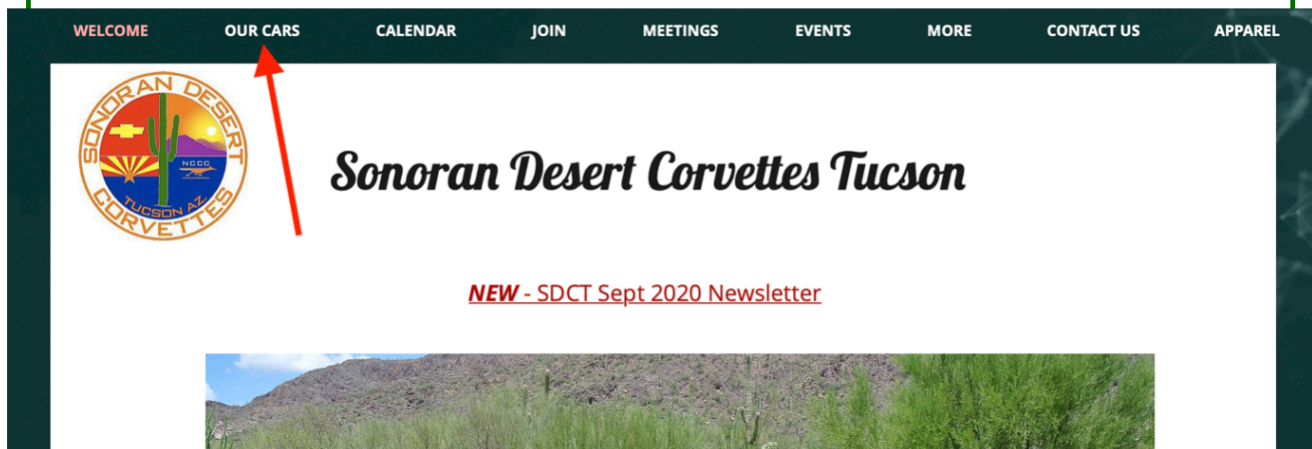 WELCOME OUR CARS CALENDAR JOIN MEETINGS EVENTS MORE CONTACT US APPAREL
SONORAN DESERT
NCCC
TUCSON AZ
CORVETTES
Sonoran Desert Corvettes Tucson
NEW - SDCT Sept 2020 Newsletter